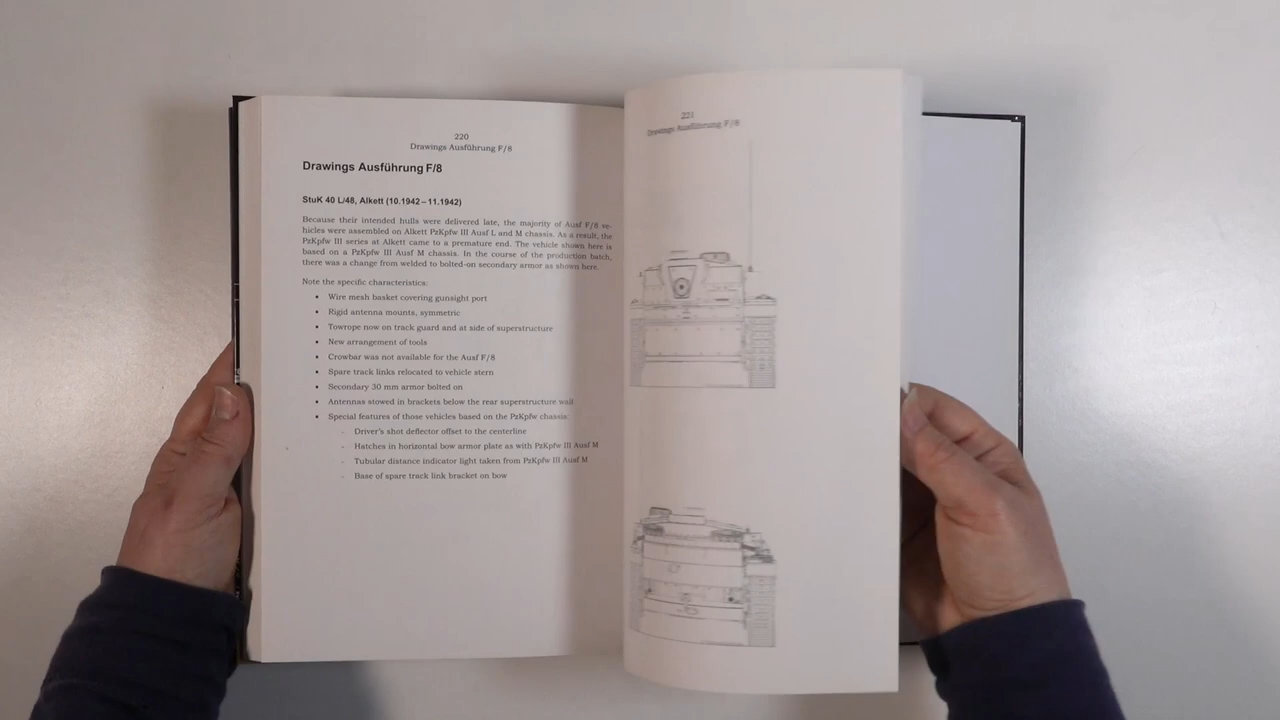 220
Drawings Ausführung F/8
Drawings Ausführung F/8
StuK 40 L/48, Alkett (10.1942 – 11.1942)
Because their intended hulls were delivered late, the majority of Ausf F/8 ve-
hicles were assembled on Alkett PzKpfw III Ausf L and M chassis. As a result, the
PzKpfw III series at Alkett came to a premature end. The vehicle shown here is
based on a PzKpfw III Ausf M chassis. In the course of the production batch,
there was a change from welded to bolted-on secondary armor as shown here.
Note the specific characteristics:
• Wire mesh basket covering gunsight port
• Rigid antenna mounts, symmetric
• Towrope now on track guard and at side of superstructure
• New arrangement of tools
• Crowbar was not available for the Ausf F/8
• Spare track links relocated to vehicle stern
• Secondary 30 mm armor bolted on
• Antennas stowed in brackets below the rear superstructure wall
• Special features of those vehicles based on the PzKpfw chassis:
- Driver's shot deflector offset to the centerline
- Hatches in horizontal bow armor plate as with PzKpfw III Ausf M
- Tubular distance indicator light taken from PzKpfw III Ausf M
- Base of spare track link bracket on bow
221
Drawings Ausführung F/8